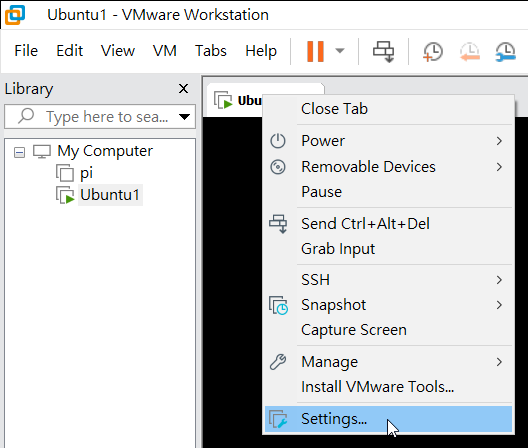 Ubuntu1 - VMware Workstation
File Edit View VM Tabs Help
Library
Type here to sea...
My Computer
pi
Ubuntu1
Close Tab
Power
Removable Devices
Pause
Send Ctrl+Alt+Del
Grab Input
SSH
Snapshot
Capture Screen
Manage
Install VMware Tools...
Settings...